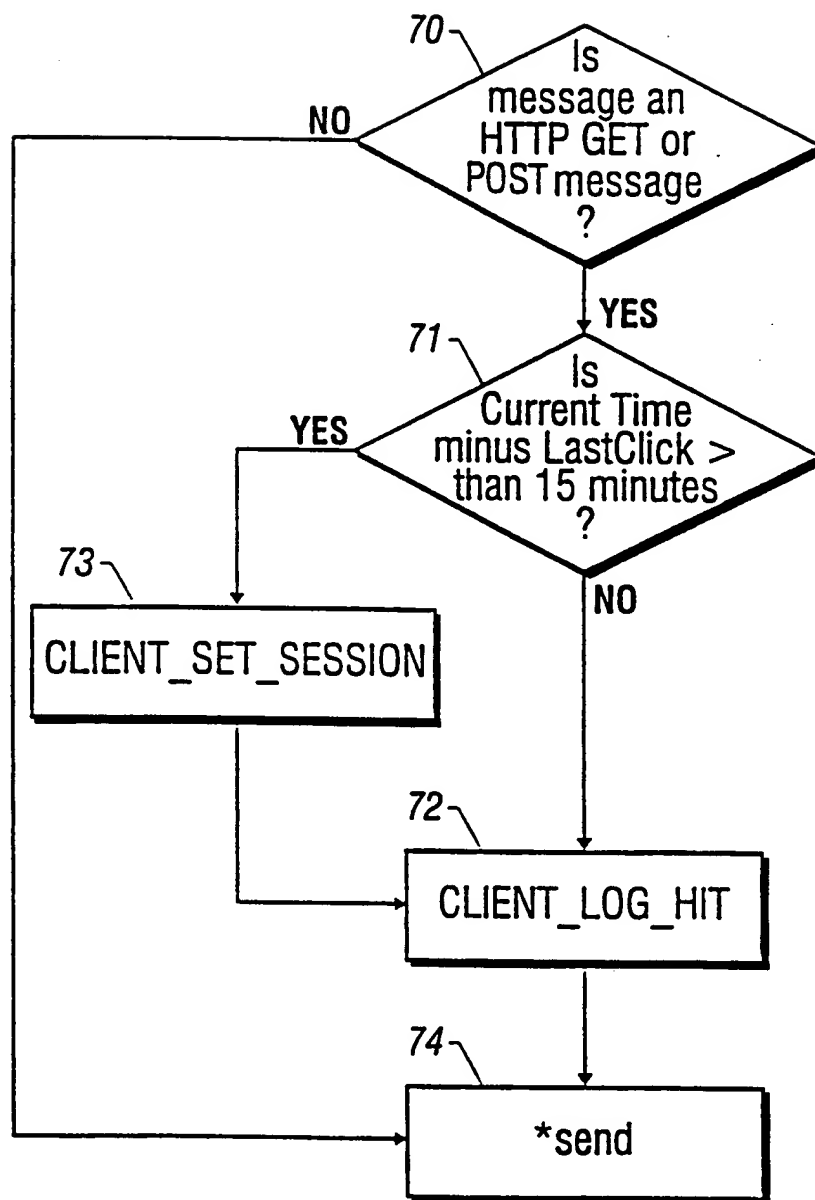 70
Is
message an
HTTP GET or
POST message
?
NO
YES
71
Is
Current Time
minus LastClick >
than 15 minutes
?
YES
NO
73
CLIENT_SET_SESSION
72
CLIENT_LOG_HIT
74
*send